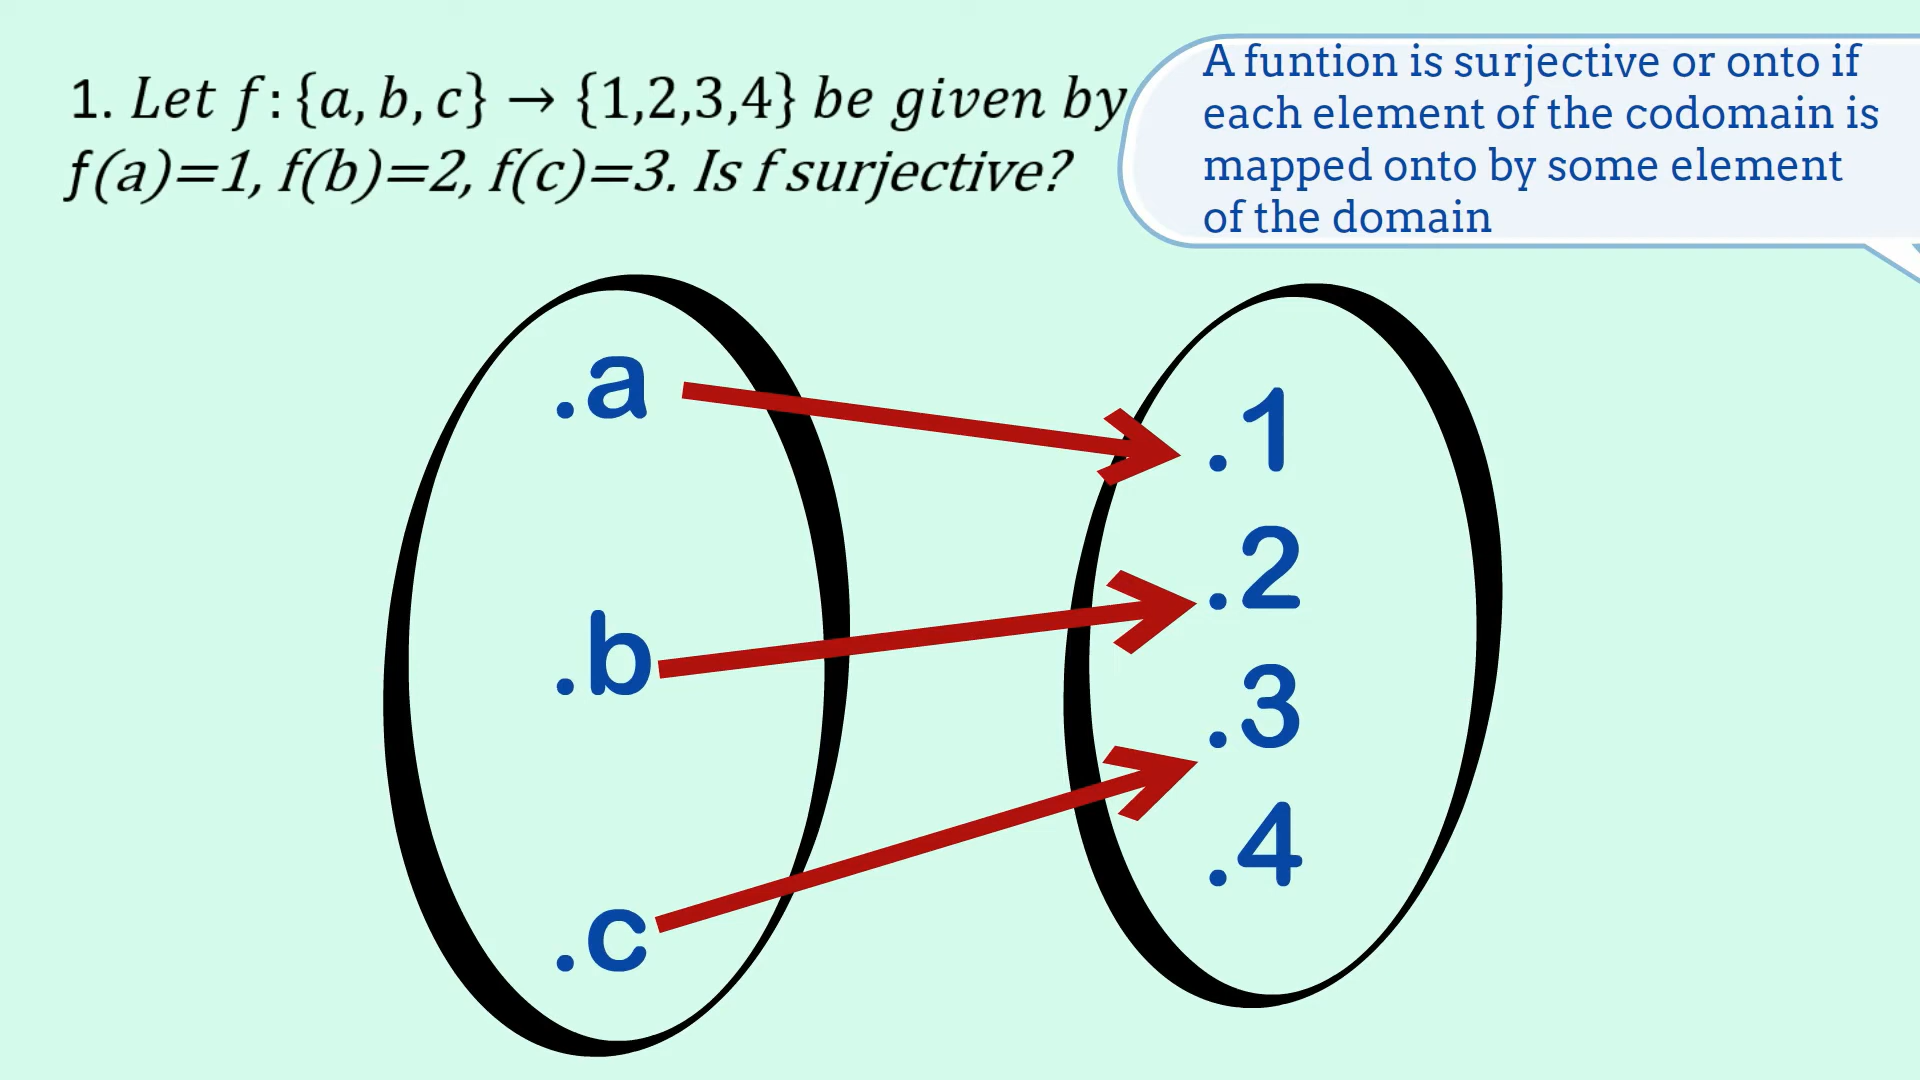 1. Let f: {a, b, c} → {1,2,3,4} be given by
f(a)=1, f(b)=2, f(c)=3. Is f surjective?
A funtion is surjective or onto if
each element of the codomain is
mapped onto by some element
of the domain
.a
.b
.c
.1
.2
.3
.4